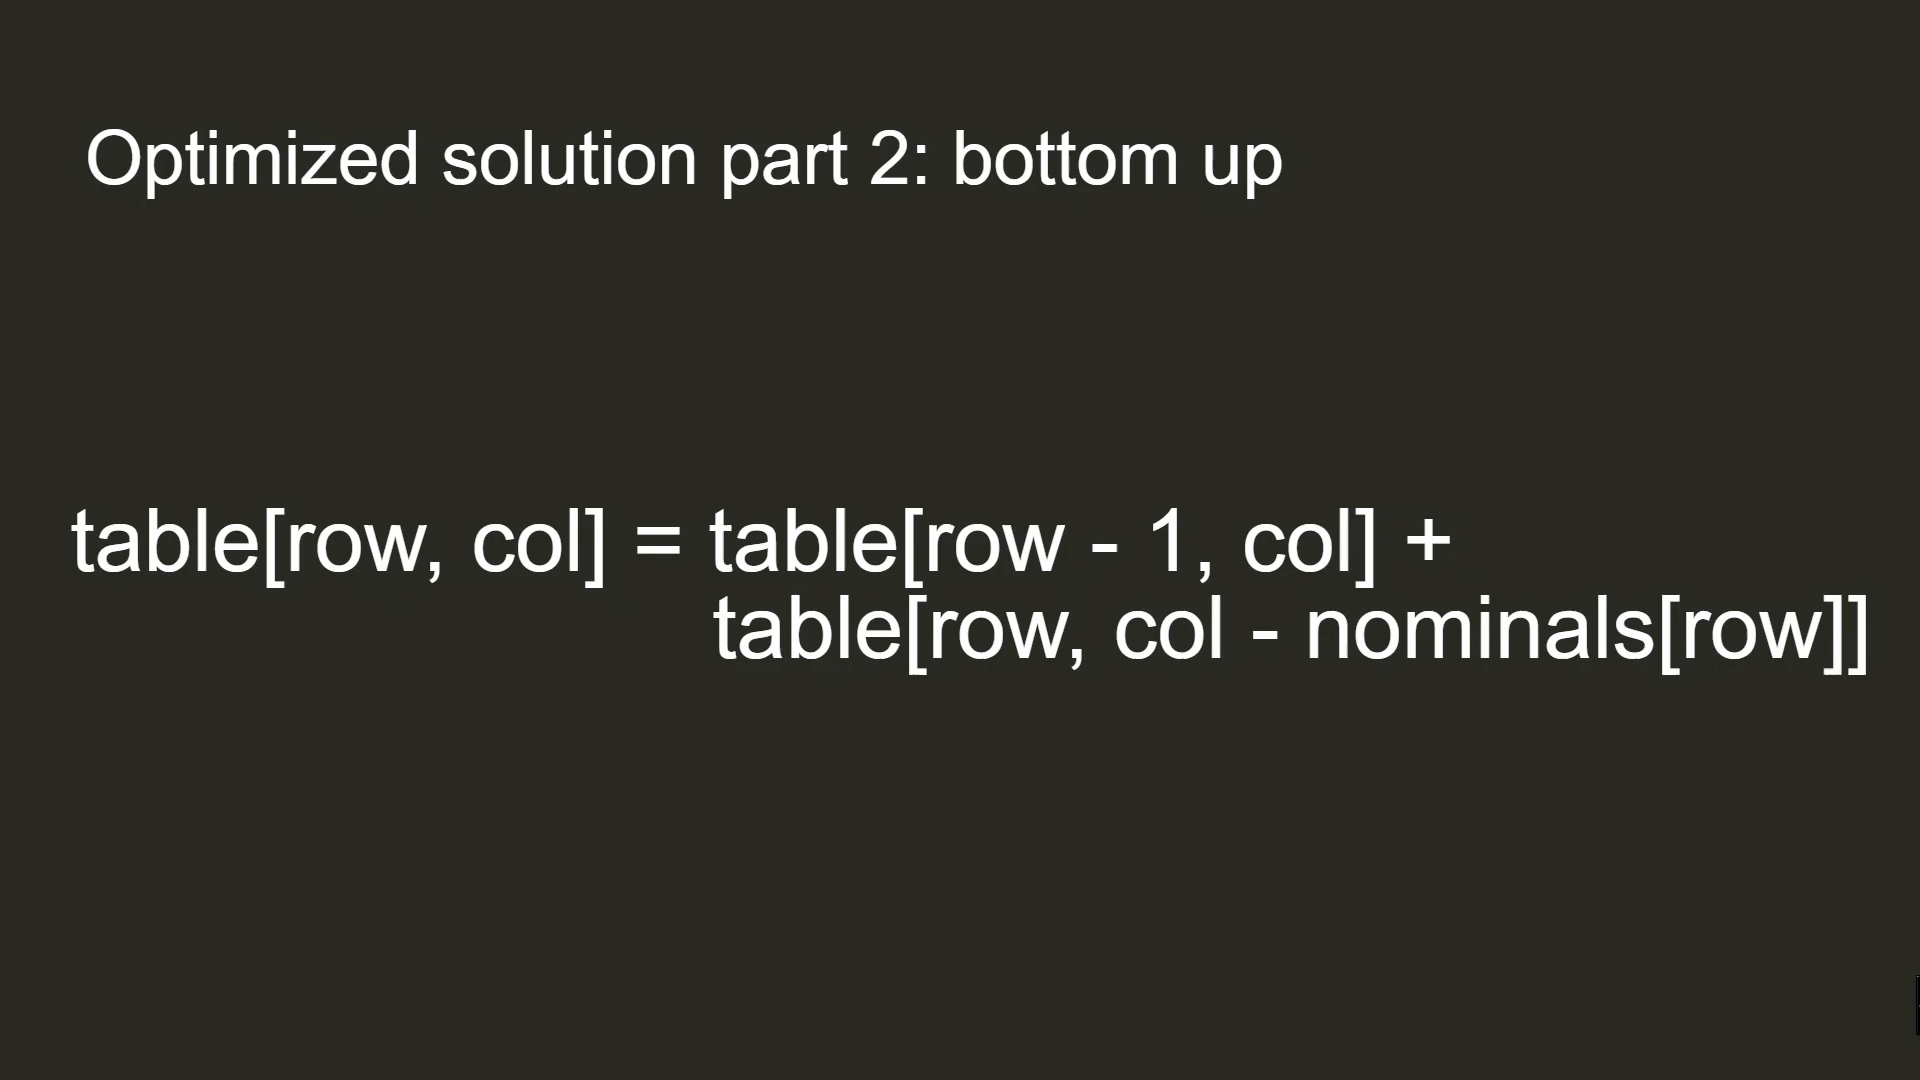 Optimized solution part 2: bottom up
table[row, col] = table[row - 1, col] +
table[row, col - nominals[row]]